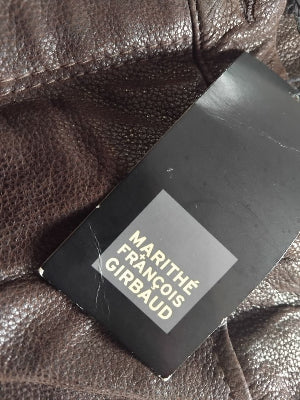 MARITHÉ
+ FRANÇOIS
GIRBAUD